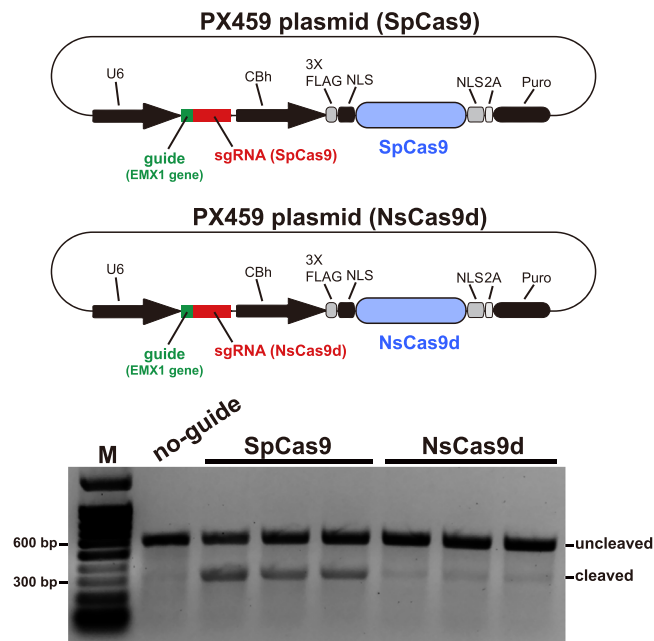 PX459 plasmid (SpCas9)
U6
CBh
3X
FLAG
NLS
NLS
2A
Puro
guide
(EMX1 gene)
sgRNA (SpCas9)
SpCas9
PX459 plasmid (NsCas9d)
U6
CBh
3X
FLAG
NLS
NLS
2A
Puro
guide
(EMX1 gene)
sgRNA (NsCas9d)
NsCas9d
M
no-guide
SpCas9
NsCas9d
600 bp
uncleaved
300 bp
cleaved